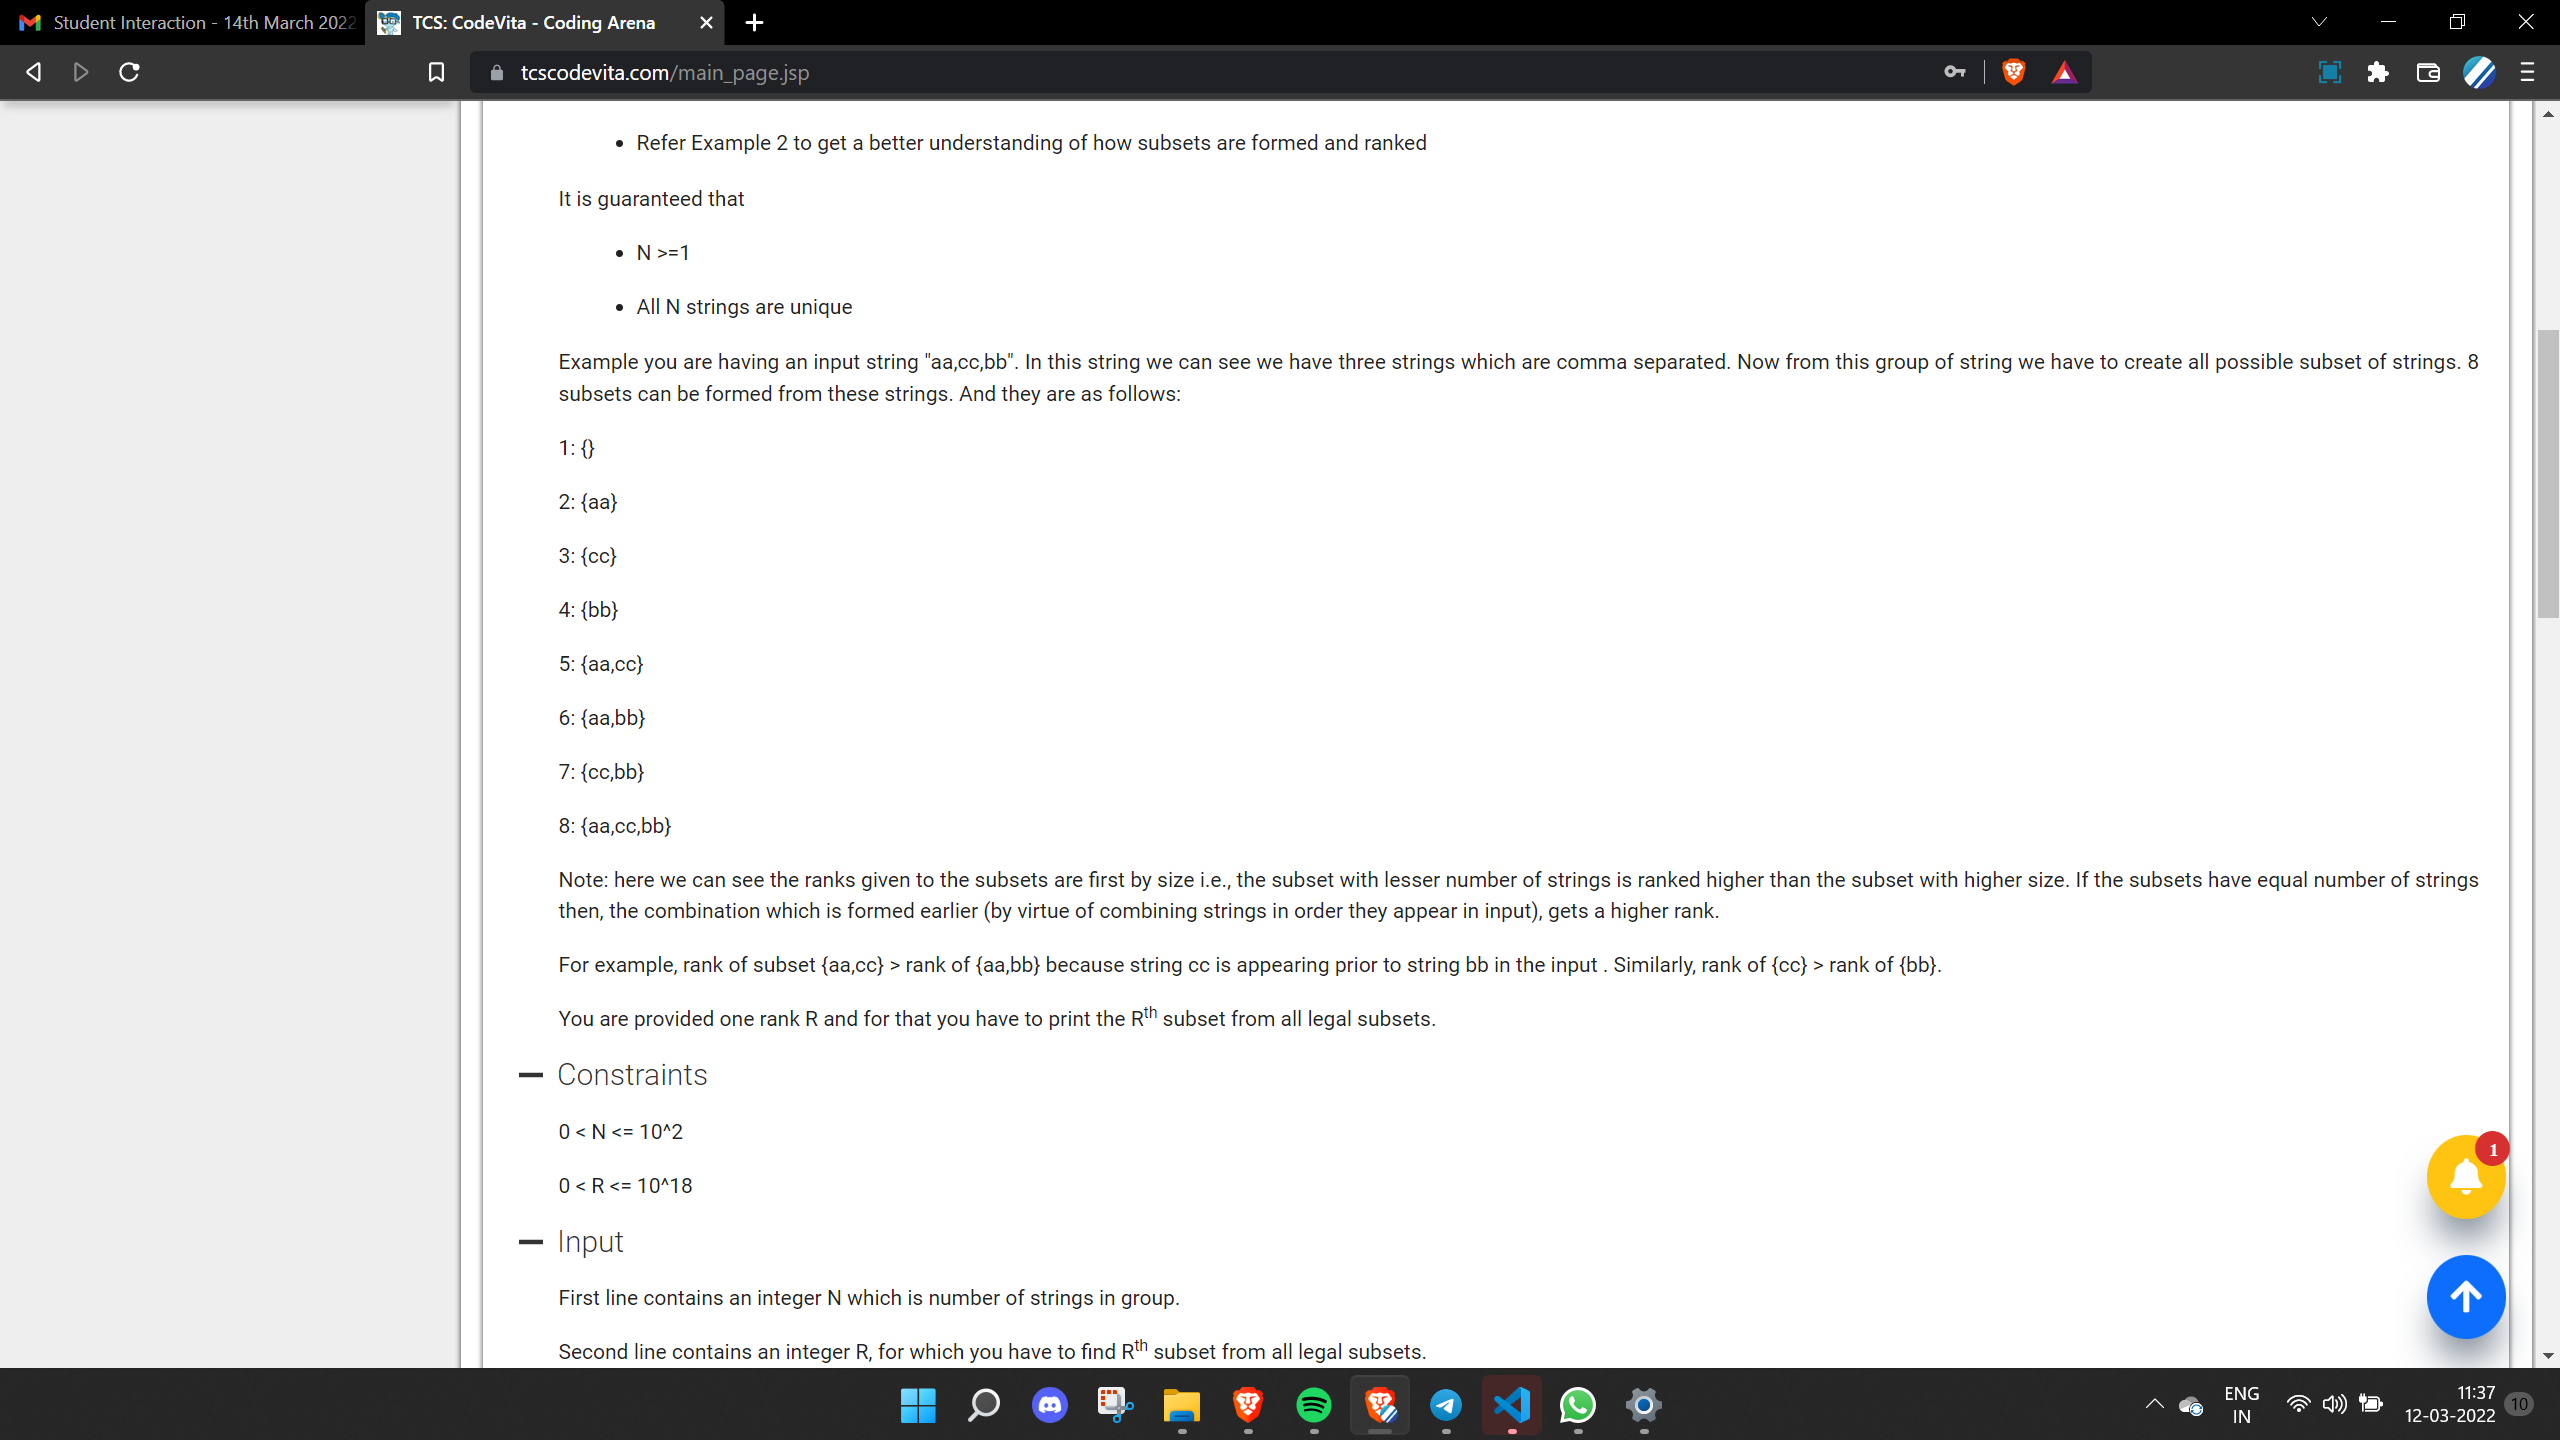 Student Interaction - 14th March 2022
TCS: CodeVita - Coding Arena
tcscodevita.com/main_page.jsp
• Refer Example 2 to get a better understanding of how subsets are formed and ranked
It is guaranteed that
• N >=1
• All N strings are unique
Example you are having an input string "aa,cc,bb". In this string we can see we have three strings which are comma separated. Now from this group of string we have to create all possible subset of strings. 8
subsets can be formed from these strings. And they are as follows:
1: {}
2: {aa}
3: {cc}
4: {bb}
5: {aa,cc}
6: {aa,bb}
7: {cc,bb}
8: {aa,cc,bb}
Note: here we can see the ranks given to the subsets are first by size i.e., the subset with lesser number of strings is ranked higher than the subset with higher size. If the subsets have equal number of strings
then, the combination which is formed earlier (by virtue of combining strings in order they appear in input), gets a higher rank.
For example, rank of subset {aa,cc} > rank of {aa,bb} because string cc is appearing prior to string bb in the input . Similarly, rank of {cc} > rank of {bb}.
You are provided one rank R and for that you have to print the Rth subset from all legal subsets.
Constraints
0 < N <= 10^2
0 < R <= 10^18
1
Input
First line contains an integer N which is number of strings in group.
Second line contains an integer R, for which you have to find Rth subset from all legal subsets.
ENG
IN
11:37
12-03-2022
10